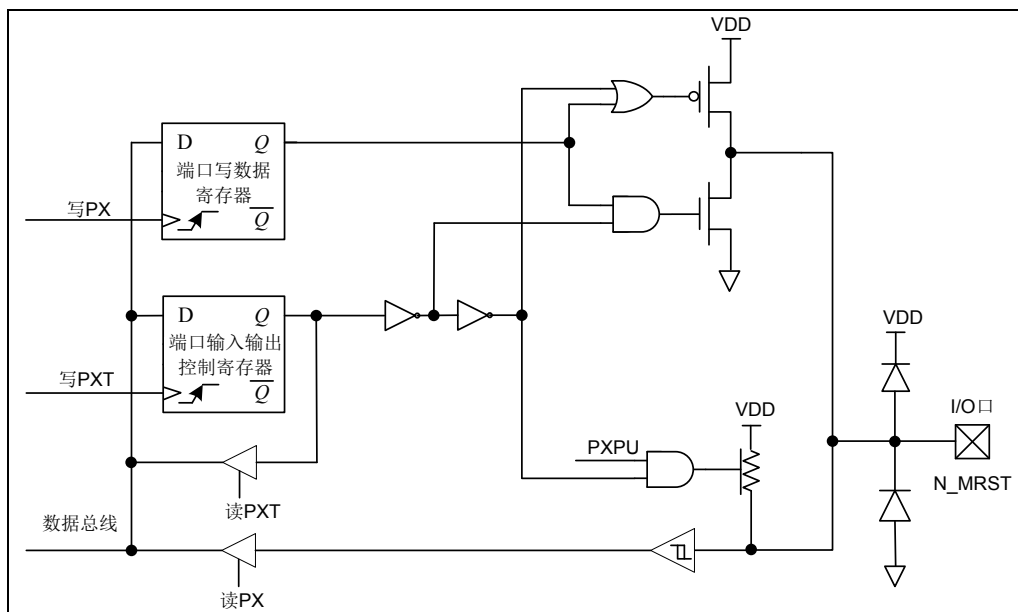 VDD
D Q
端口写数据
寄存器
Q
写PX
D Q
端口输入输出
控制寄存器
Q
写PXT
VDD
I/O口
N_MRST
VDD
PXPU
读PXT
数据总线
读PX